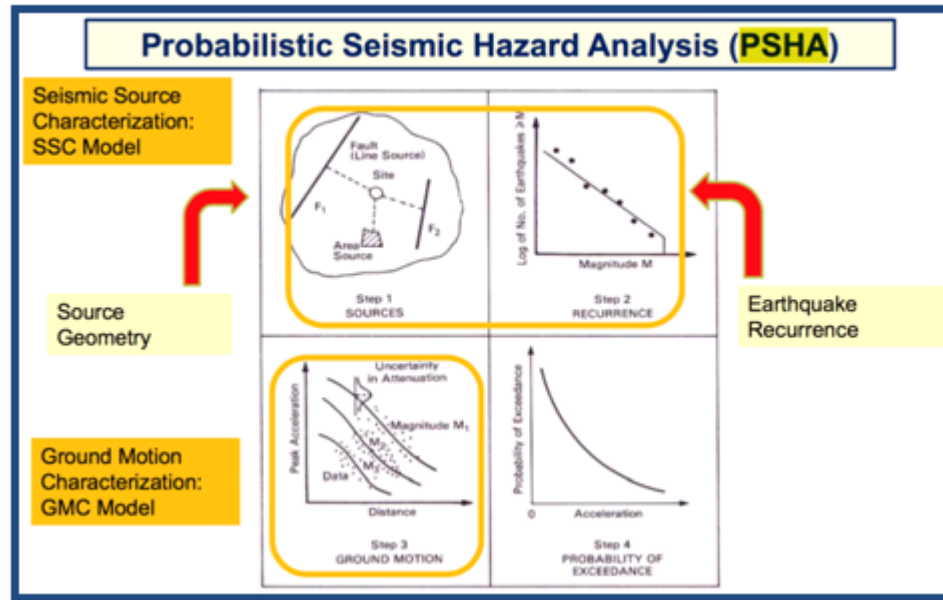 Probabilistic Seismic Hazard Analysis (PSHA)
Seismic Source
Characterization:
SSC Model
Fault
(Line Source)
Site
F1
F2
Area
Source
Step 1
SOURCES
Log of No. of Earthquakes ≥ M
Magnitude M
Step 2
RECURRENCE
Source
Geometry
Earthquake
Recurrence
Ground Motion
Characterization:
GMC Model
Peak Acceleration
Uncertainty
in Attenuation
Magnitude M1
M2
M3
Data
Distance
Step 3
GROUND MOTION
Probability of Exceedance
0
Acceleration
Step 4
PROBABILITY OF
EXCEEDANCE